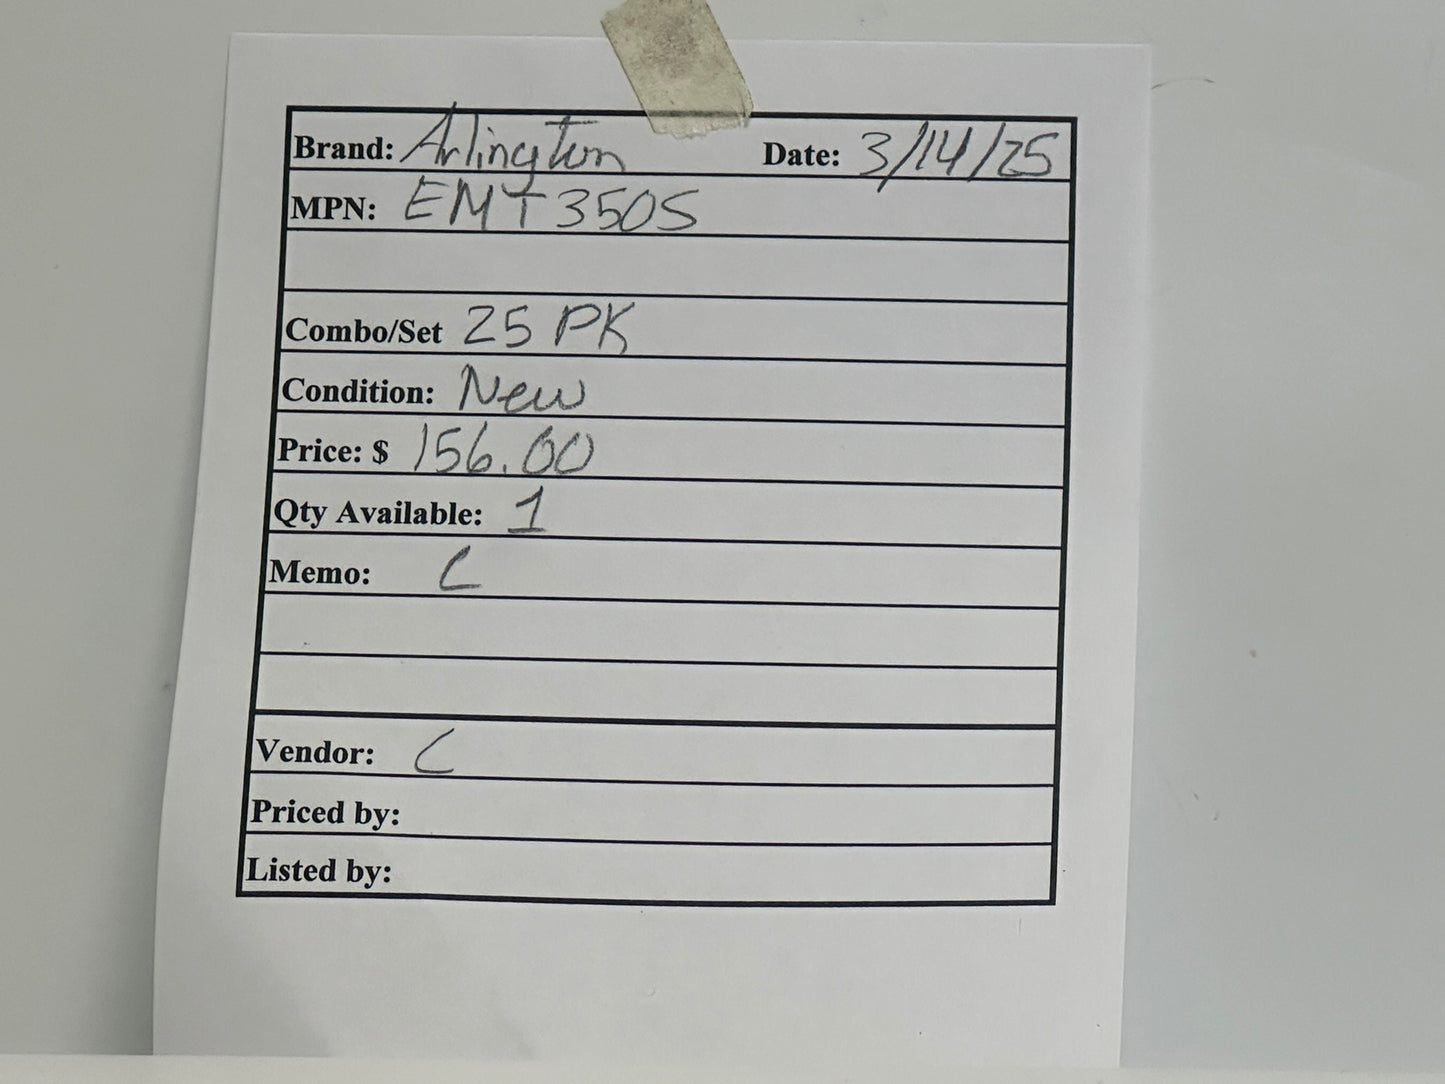 Brand: Arlington Date: 3/14/25
MPN: EMT350S
Combo/Set 25 PK
Condition: New
Price: $ 156.00
Qty Available: 1
Memo: C
Vendor: C
Priced by:
Listed by: